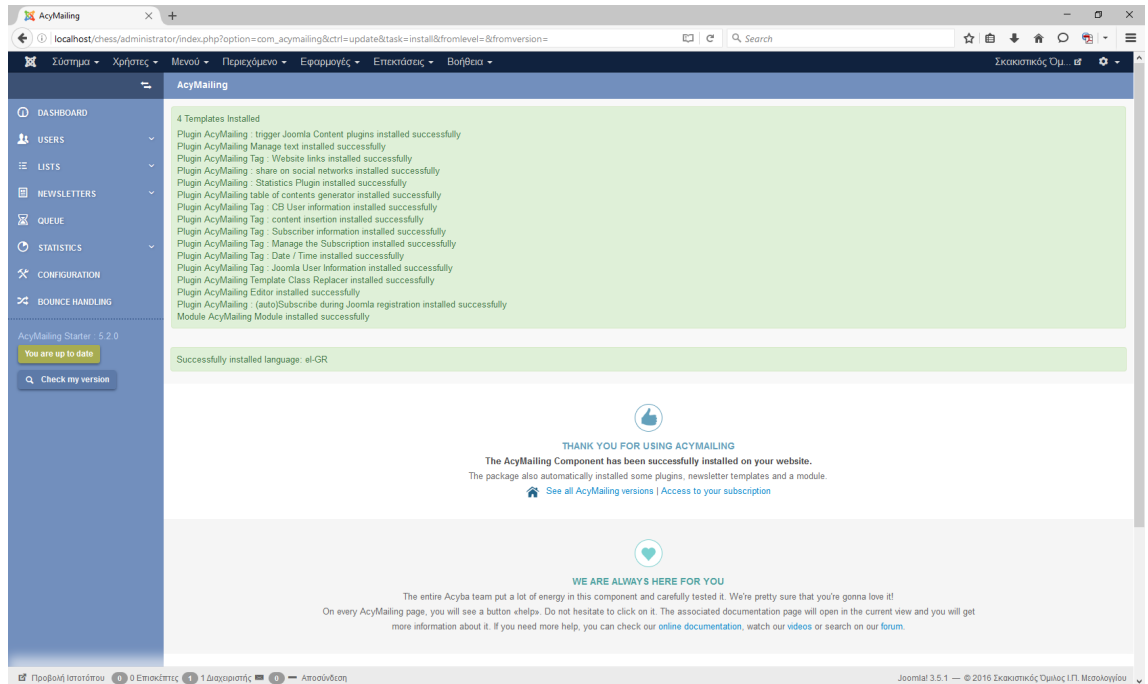 AcyMailing
localhost/chess/administrator/index.php?option=com_acymailing&ctrl=update&task=install&fromlevel=&fromversion=
Search
Σύστημα Χρήστες Μενού Περιεχόμενο Εφαρμογές Επεκτάσεις Βοήθεια Σκακιστικός Όμ...
AcyMailing
DASHBOARD
USERS
LISTS
NEWSLETTERS
QUEUE
STATISTICS
CONFIGURATION
BOUNCE HANDLING
AcyMailing Starter : 5.2.0
You are up to date
Check my version
4 Templates Installed
Plugin AcyMailing : trigger Joomla Content plugins installed successfully
Plugin AcyMailing Manage text installed successfully
Plugin AcyMailing Tag : Website links installed successfully
Plugin AcyMailing : share on social networks installed successfully
Plugin AcyMailing : Statistics Plugin installed successfully
Plugin AcyMailing table of contents generator installed successfully
Plugin AcyMailing Tag : CB User information installed successfully
Plugin AcyMailing Tag : content insertion installed successfully
Plugin AcyMailing Tag : Subscriber information installed successfully
Plugin AcyMailing Tag : Manage the Subscription installed successfully
Plugin AcyMailing Tag : Date / Time installed successfully
Plugin AcyMailing Tag : Joomla User Information installed successfully
Plugin AcyMailing Template Class Replacer installed successfully
Plugin AcyMailing Editor installed successfully
Plugin AcyMailing : (auto)Subscribe during Joomla registration installed successfully
Module AcyMailing Module installed successfully
Successfully installed language: el-GR
THANK YOU FOR USING ACYMAILING
The AcyMailing Component has been successfully installed on your website.
The package also automatically installed some plugins, newsletter templates and a module.
See all AcyMailing versions | Access to your subscription
WE ARE ALWAYS HERE FOR YOU
The entire Acyba team put a lot of energy in this component and carefully tested it. We're pretty sure that you're gonna love it!
On every AcyMailing page, you will see a button «help». Do not hesitate to click on it. The associated documentation page will open in the current view and you will get
more information about it. If you need more help, you can check our online documentation, watch our videos or search on our forum.
Προβολή Ιστοτόπου 0 0 Επισκέπτες 1 1 Διαχειριστής 0 Αποσύνδεση Joomla! 3.5.1 — © 2016 Σκακιστικός Όμιλος Ι.Π. Μεσολογγίου